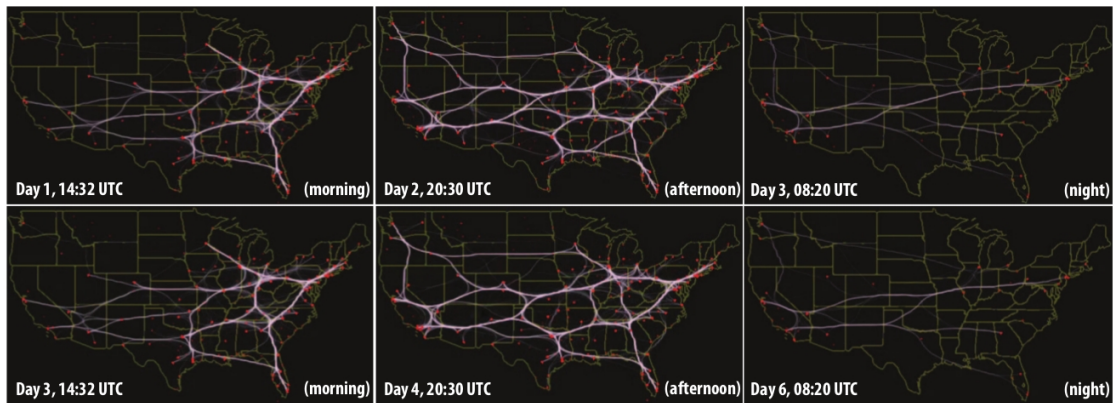 Day 1, 14:32 UTC (morning)
Day 2, 20:30 UTC (afternoon)
Day 3, 08:20 UTC (night)
Day 3, 14:32 UTC (morning)
Day 4, 20:30 UTC (afternoon)
Day 6, 08:20 UTC (night)